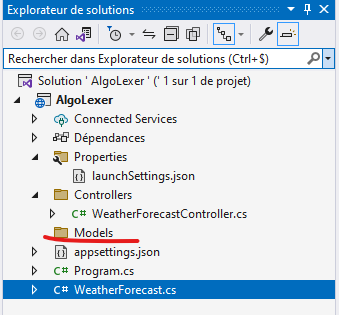 Explorateur de solutions
Rechercher dans Explorateur de solutions (Ctrl+$)
Solution ' AlgoLexer ' (' 1 sur 1 de projet)
AlgoLexer
Connected Services
Dépendances
Properties
launchSettings.json
Controllers
C# WeatherForecastController.cs
Models
appsettings.json
C# Program.cs
C# WeatherForecast.cs